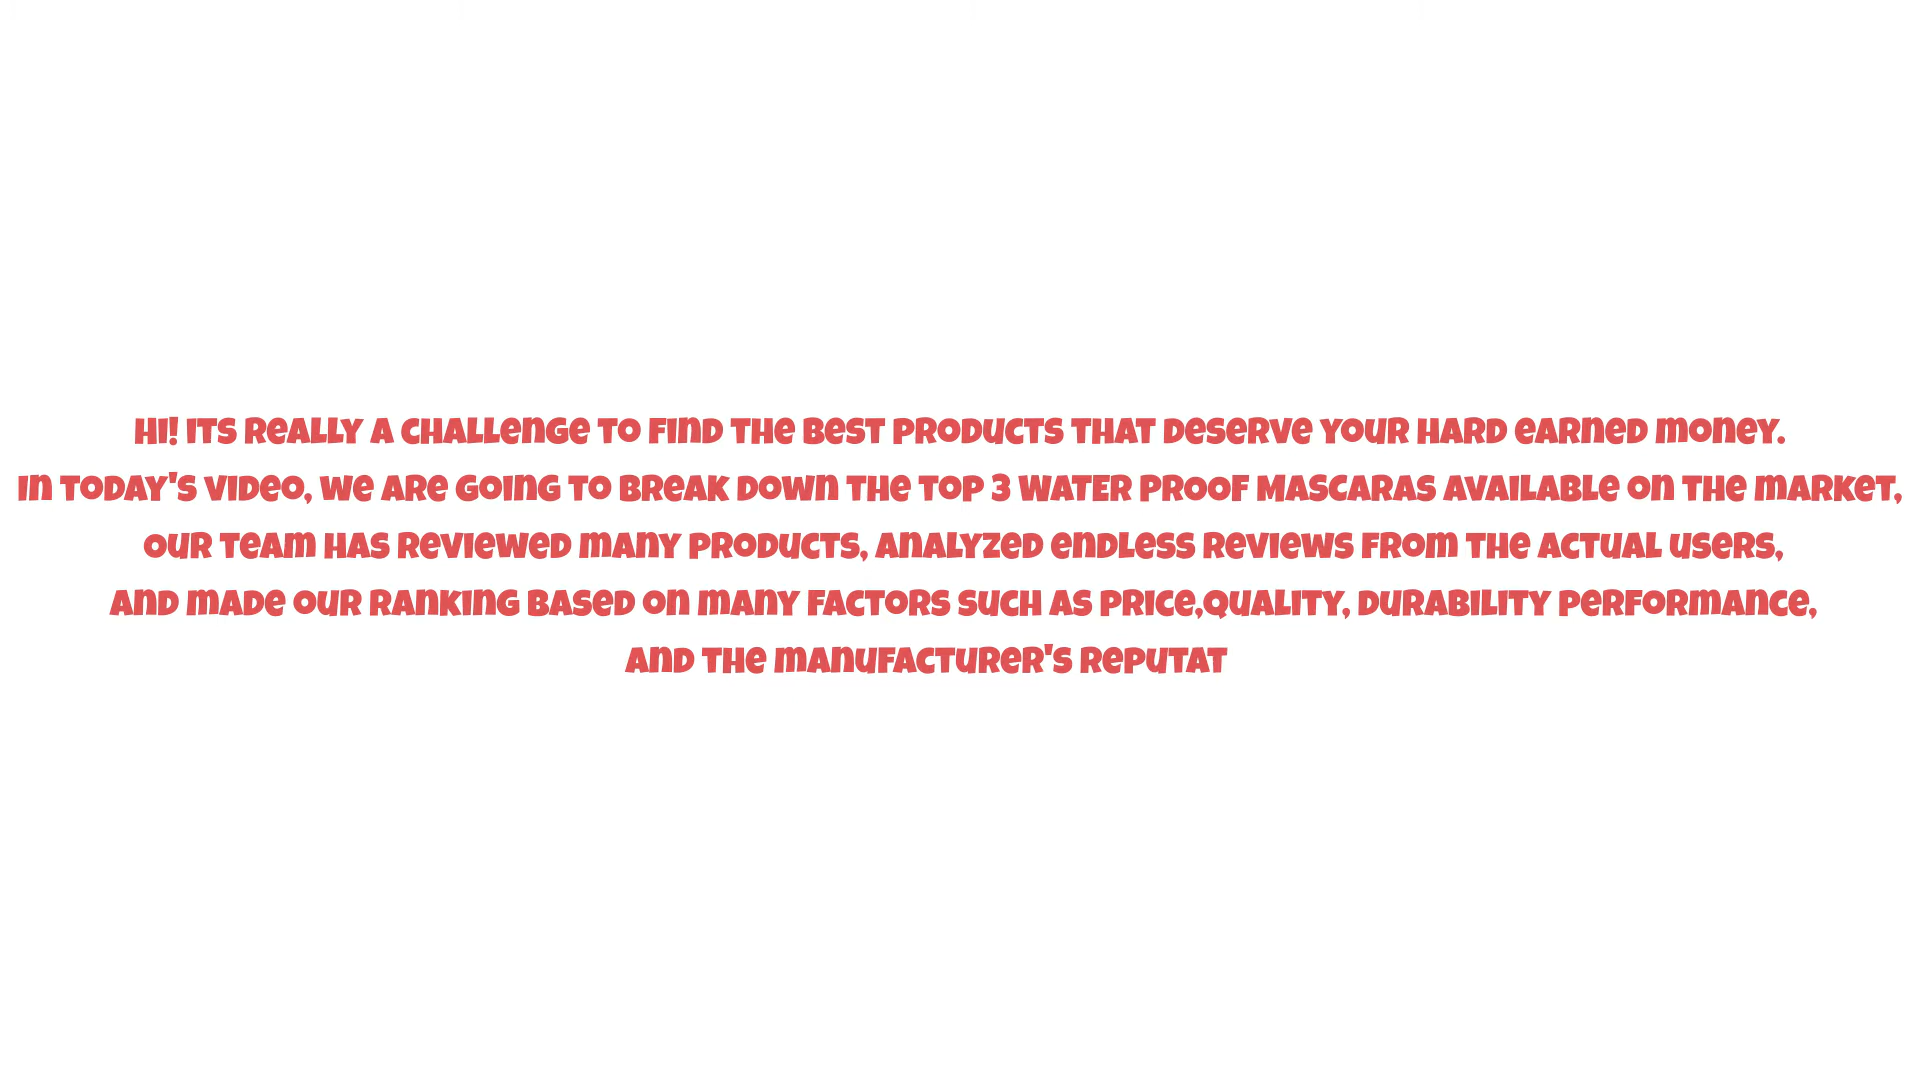 Hi! Its really a challenge to find the best products that deserve your hard earned money.
In today's video, we are going to break down the top 3 WATER PROOF MASCARAS available on the market,
our team has reviewed many products, analyzed endless reviews from the actual users,
and made our ranking based on many factors such as price,quality, durability performance,
and the manufacturer's reputat